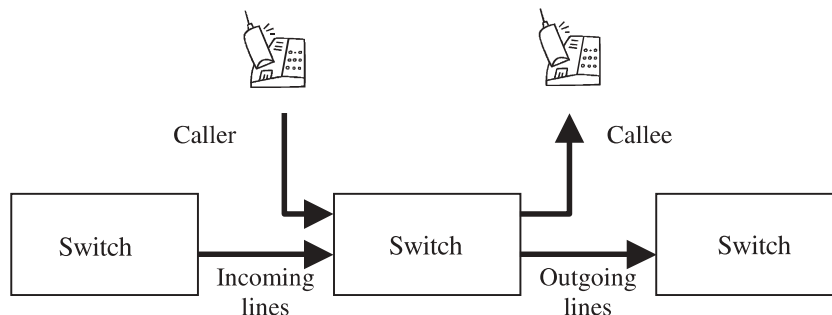 Caller
Callee
Switch
Incoming
lines
Switch
Outgoing
lines
Switch